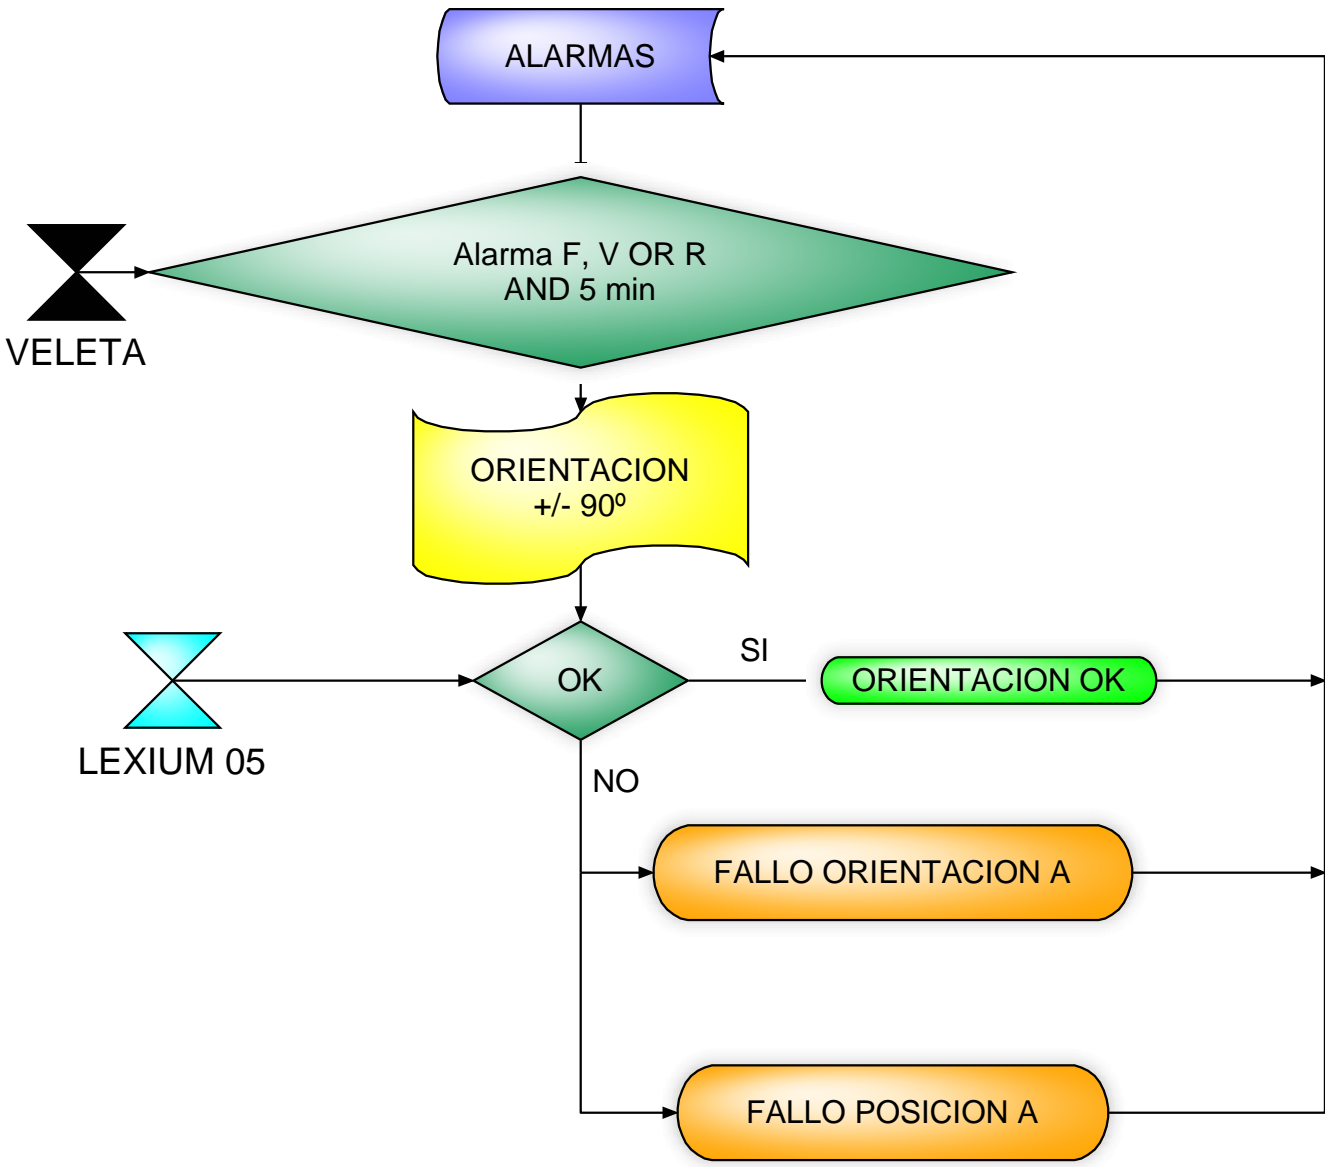 ALARMAS
Alarma F, V OR R
AND 5 min
VELETA
ORIENTACION
+/- 90º
OK
SI
ORIENTACION OK
LEXIUM 05
NO
FALLO ORIENTACION A
FALLO POSICION A